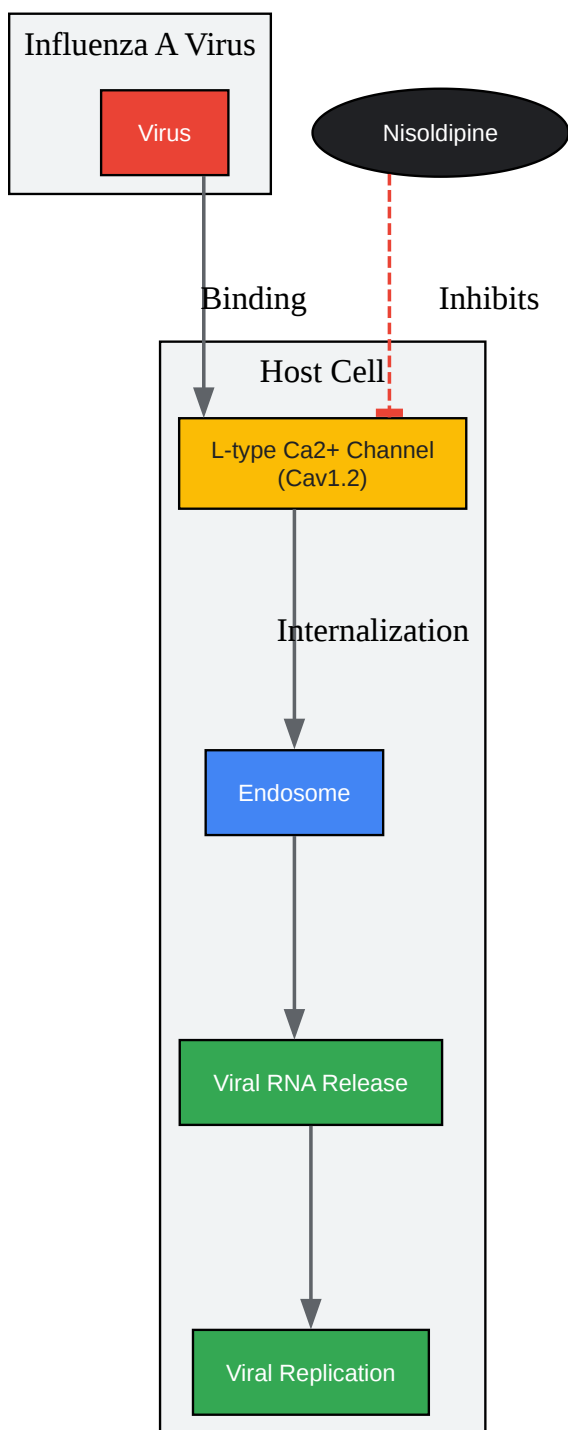 Influenza A Virus
Virus
Nisoldipine
Binding
Inhibits
Host Cell
L-type Ca2+ Channel
(Cav1.2)
Internalization
Endosome
Viral RNA Release
Viral Replication